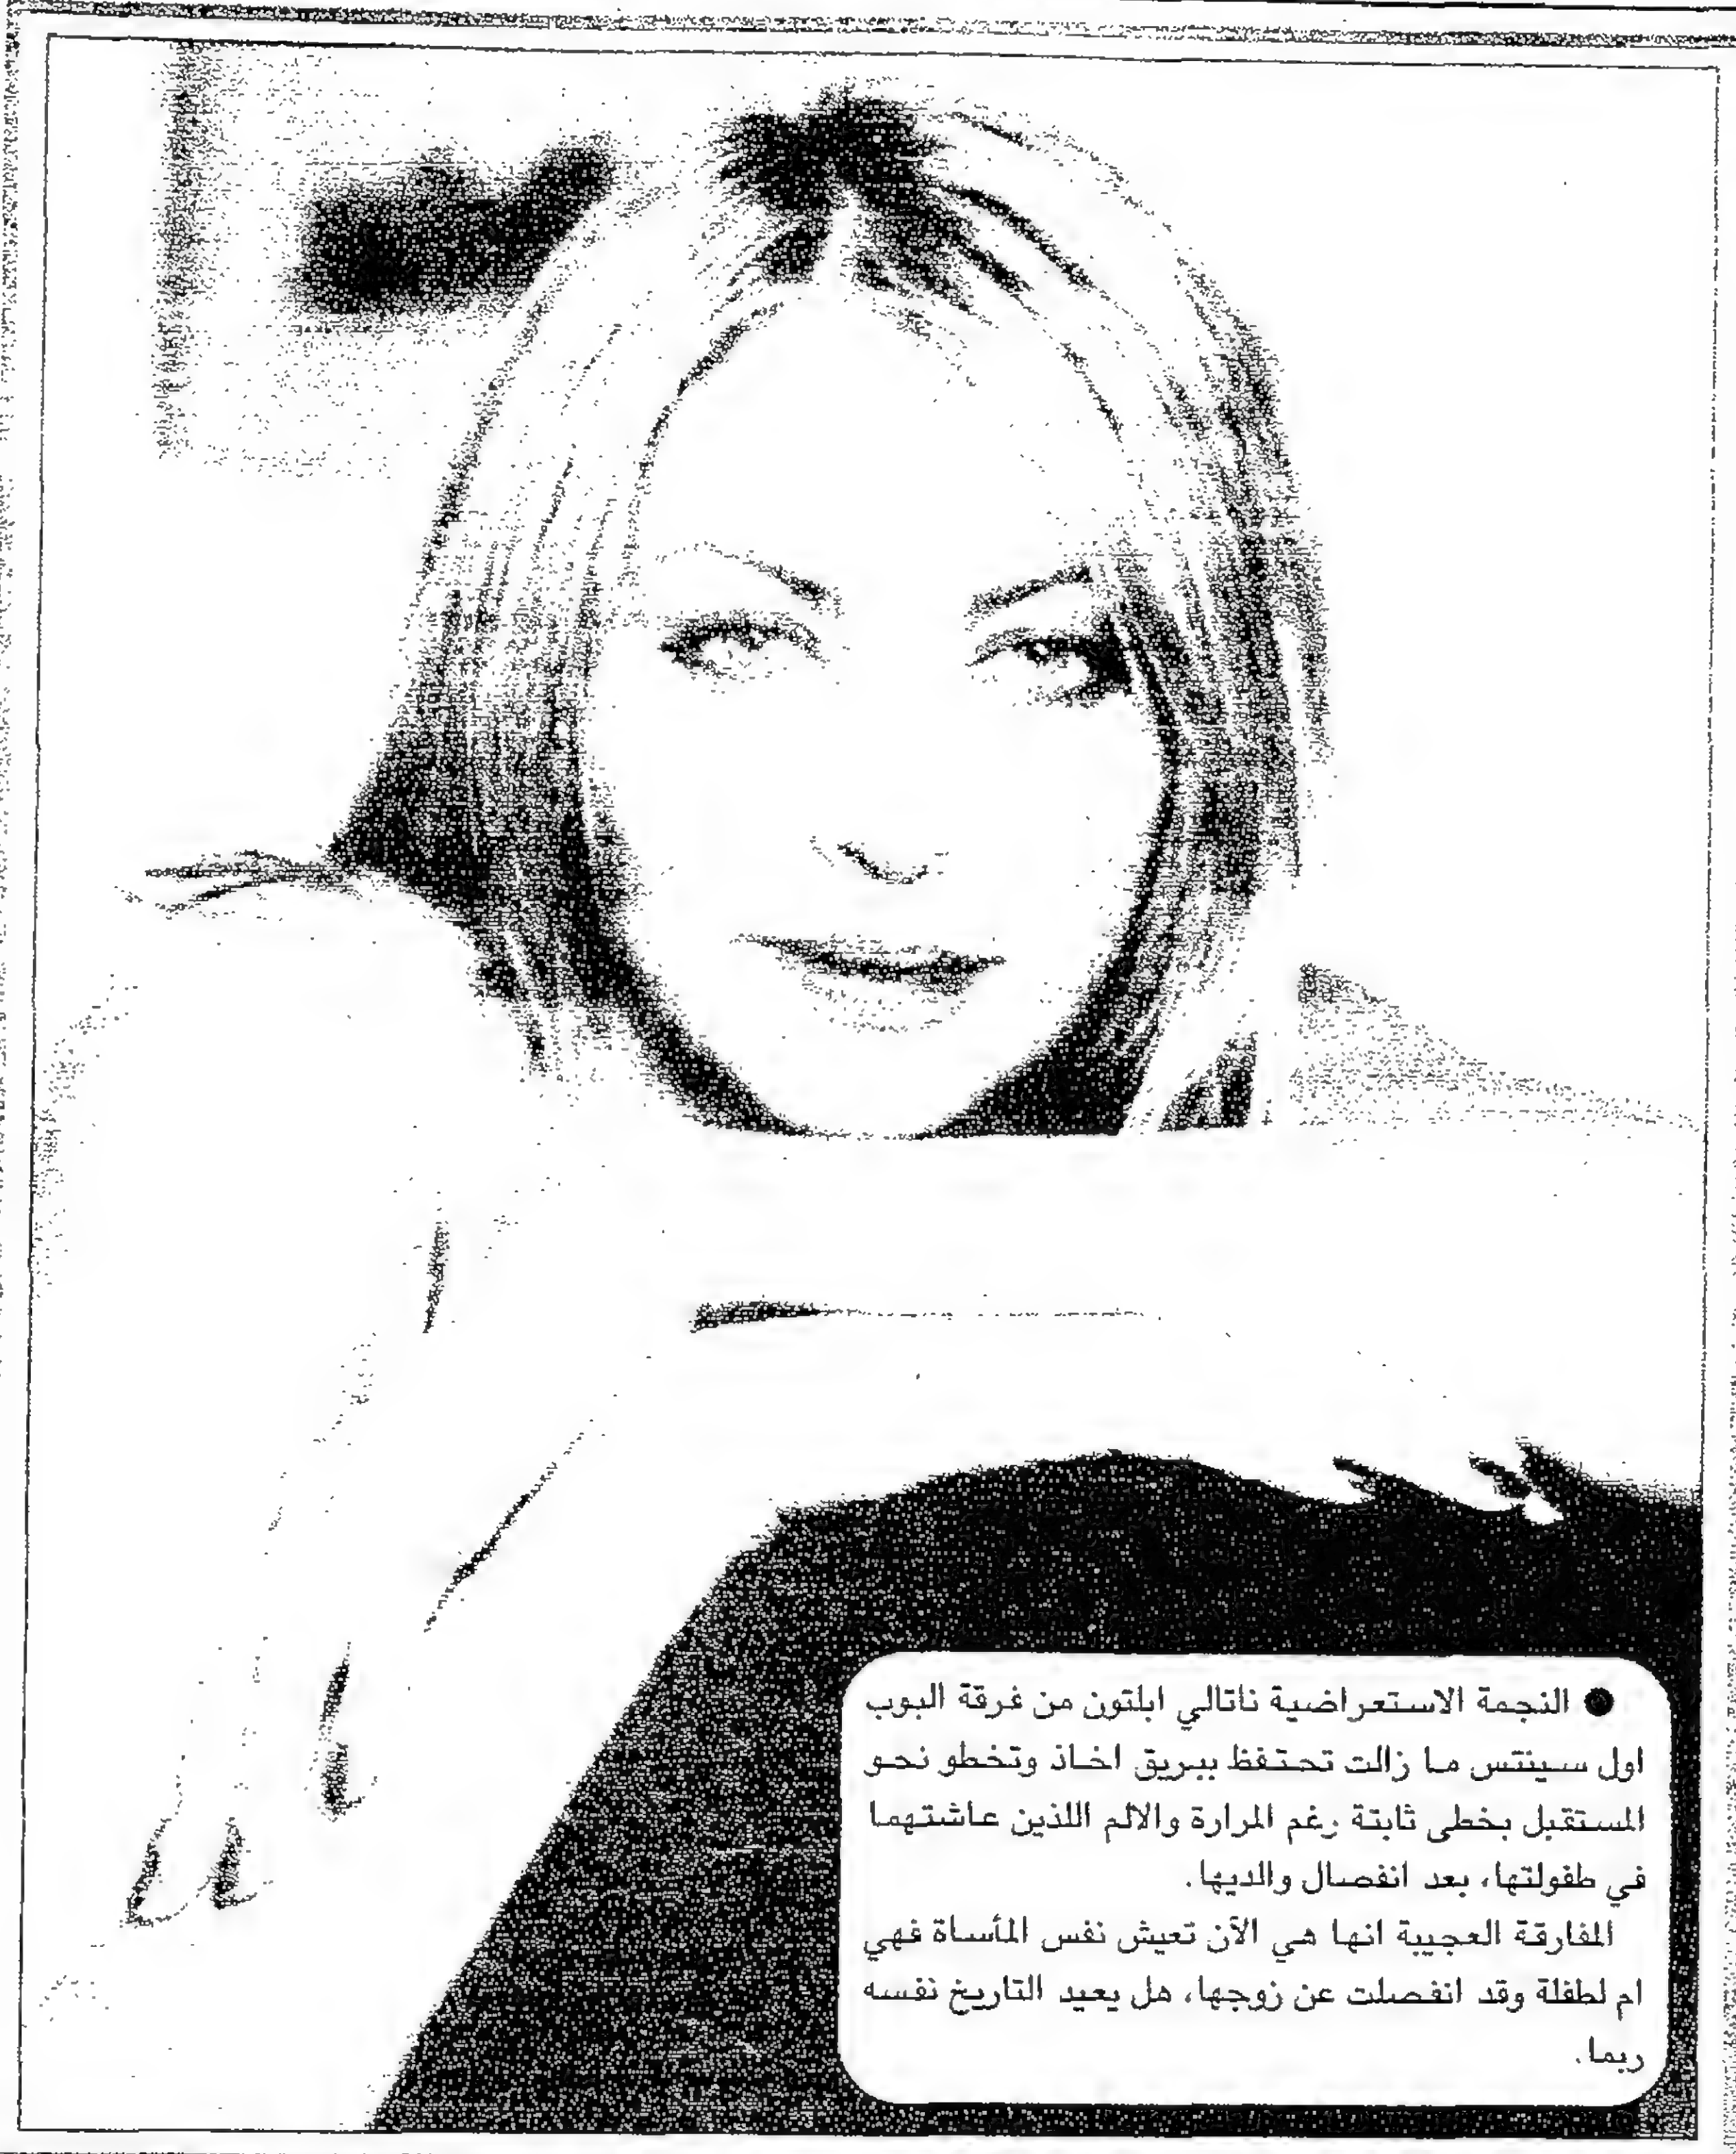 ● النجمة الاستعراضية ناتالي ابلتون من فرقة البوب
اول سينتس ما زالت تحتفظ ببريق اخاذ وتخطو نحو
المستقبل بخطى ثابتة رغم المرارة والالم اللذين عاشتهما
في طفولتها، بعد انفصال والديها.
المفارقة العجيبة انها هي الآن تعيش نفس المأساة فهي
ام لطفلة وقد انفصلت عن زوجها، هل يعيد التاريخ نفسه
ربما.